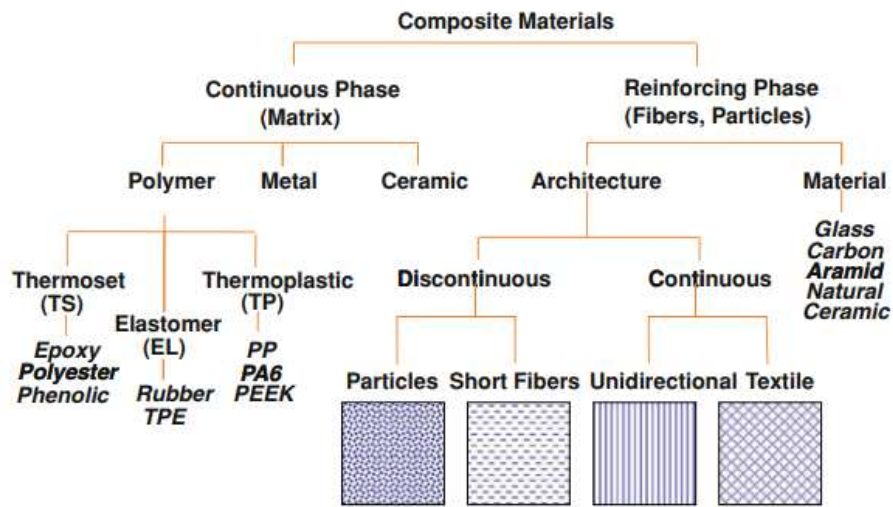 Composite Materials
Continuous Phase
(Matrix)
Reinforcing Phase
(Fibers, Particles)
Polymer
Metal
Ceramic
Architecture
Material
Glass
Carbon
Aramid
Natural
Ceramic
Thermoset
(TS)
Elastomer
(EL)
Thermoplastic
(TP)
Discontinuous
Continuous
Epoxy
Polyester
Phenolic
Rubber
TPE
PP
PA6
PEEK
Particles
Short Fibers
Unidirectional
Textile